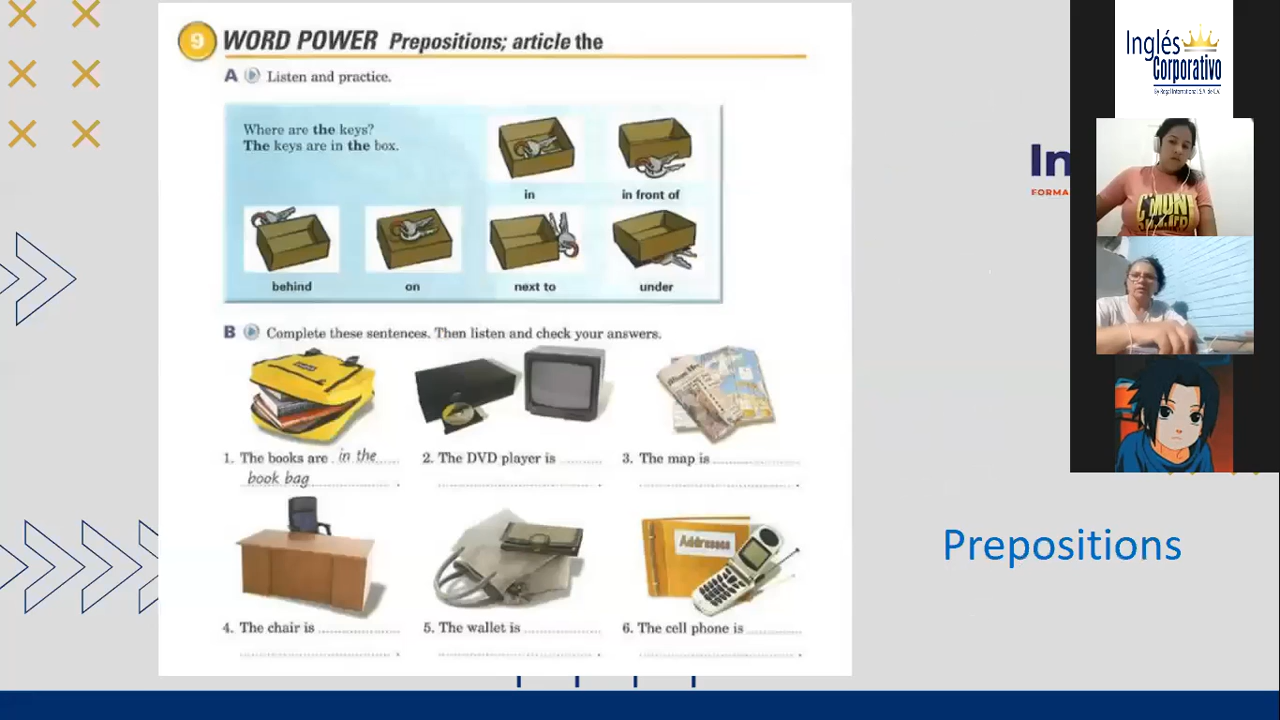 9 WORD POWER Prepositions; article the
A Listen and practice.
Where are the keys?
The keys are in the box.
in
in front of
behind
on
next to
under
B Complete these sentences. Then listen and check your answers.
1. The books are in the
book bag.
2. The DVD player is
3. The map is
Addresses
4. The chair is
5. The wallet is
6. The cell phone is
Prepositions
Inglés
Corporativo
In
FORMA
C'MON